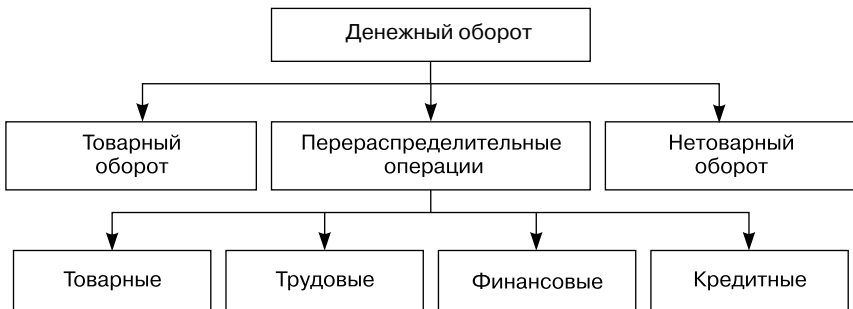 Денежный оборот
Товарный
оборот
Перераспределительные
операции
Нетоварный
оборот
Товарные
Трудовые
Финансовые
Кредитные